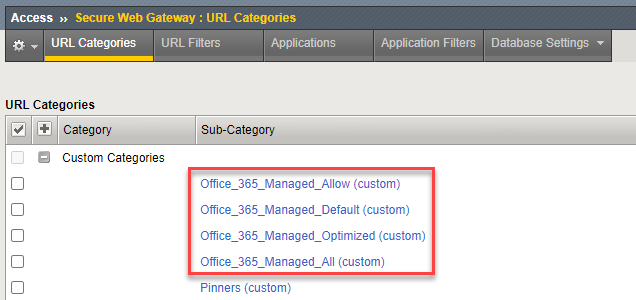 Access ›› Secure Web Gateway : URL Categories
URL Categories URL Filters Applications Application Filters Database Settings
URL Categories
Category Sub-Category
Custom Categories
Office_365_Managed_Allow (custom)
Office_365_Managed_Default (custom)
Office_365_Managed_Optimized (custom)
Office_365_Managed_All (custom)
Pinners (custom)